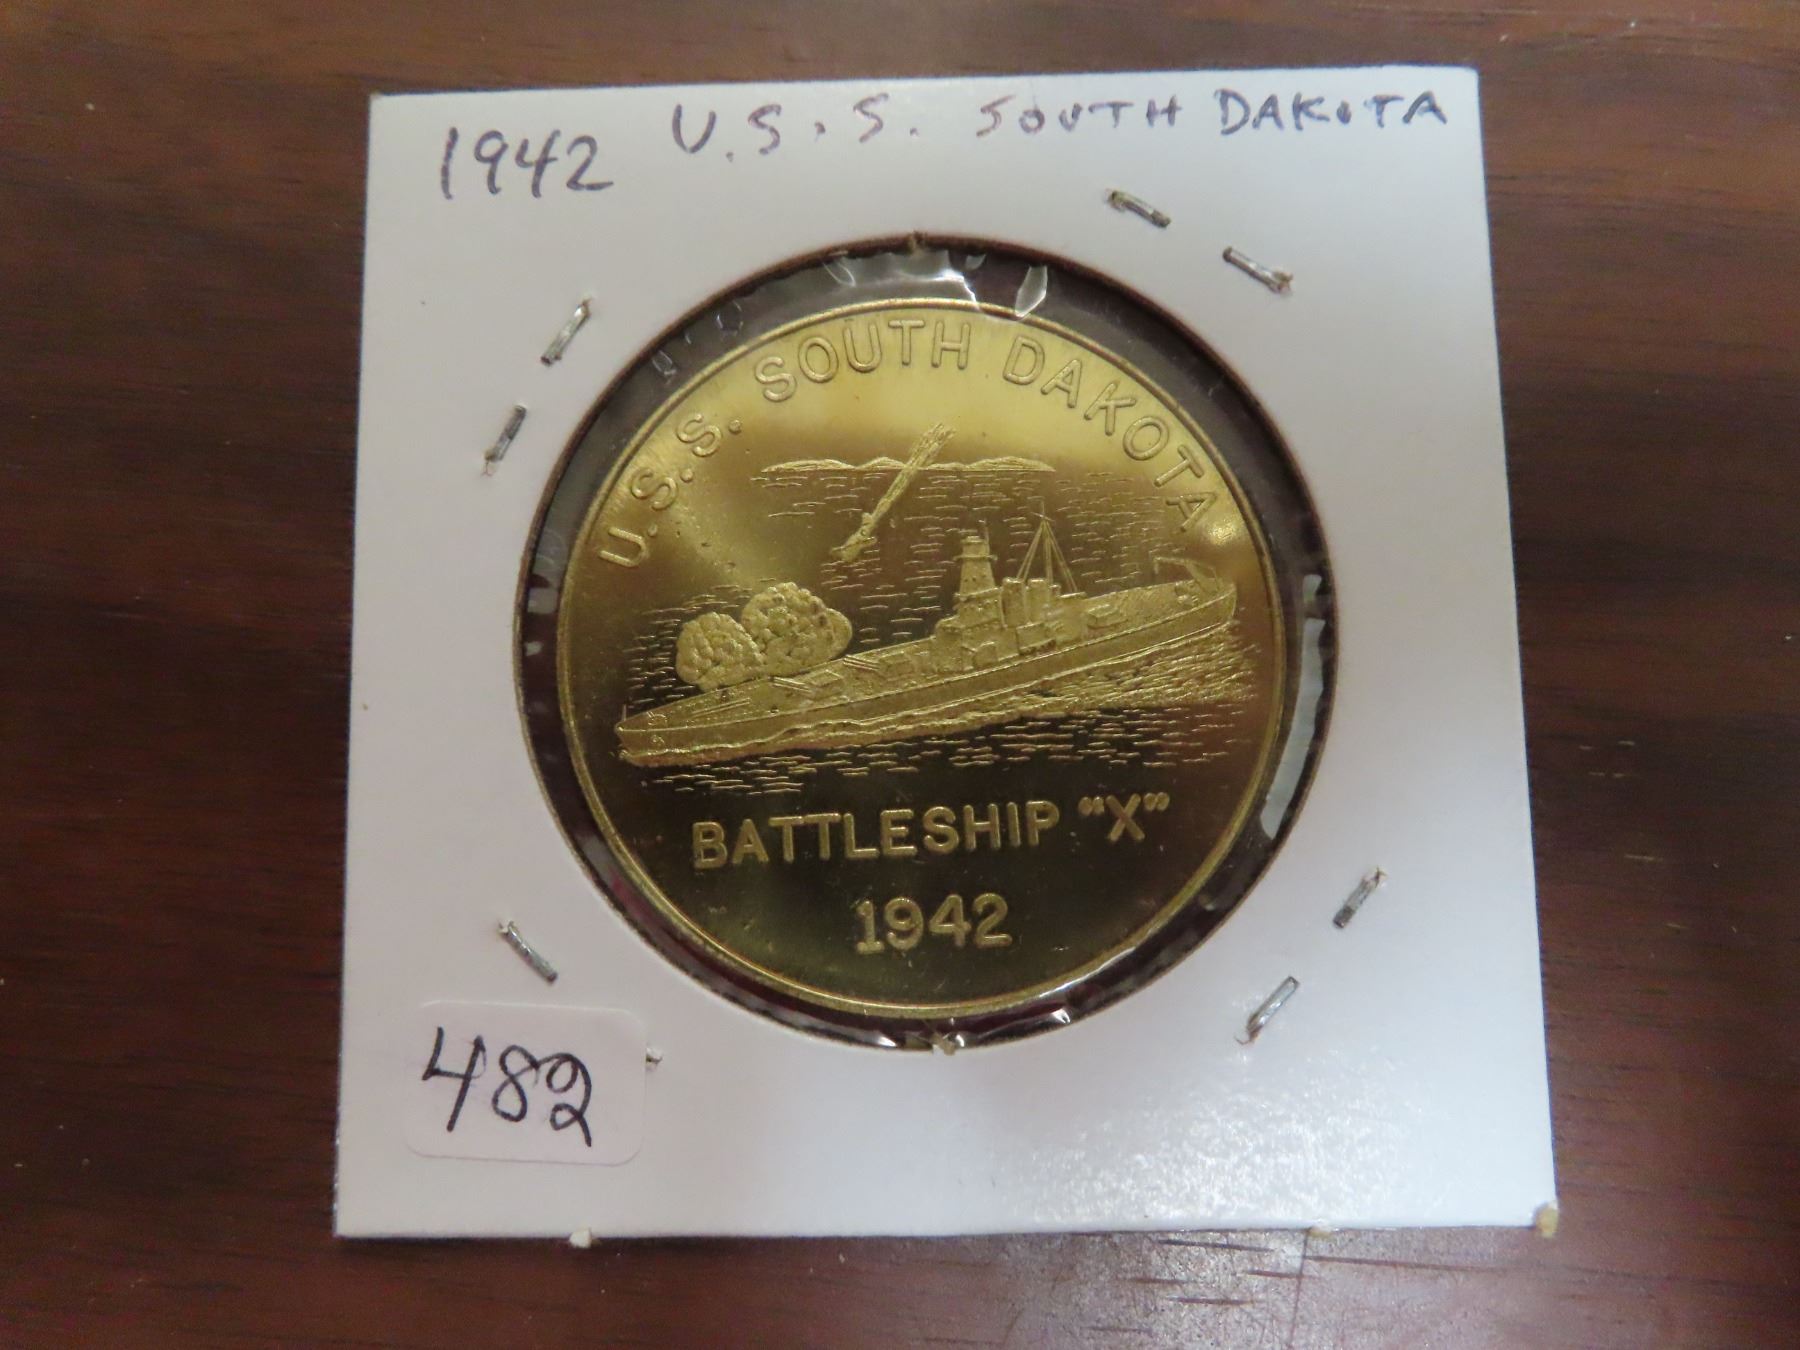 1942 U.S.S. SOUTH DAKOTA
U.S.S. SOUTH DAKOTA
BATTLESHIP "X"
1942
482